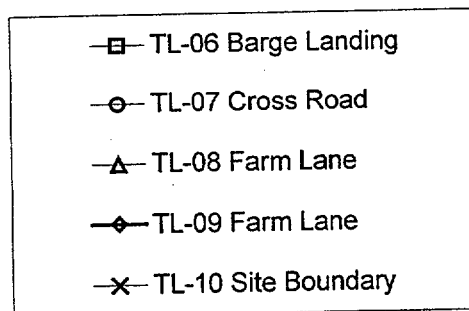 TL-06 Barge Landing
TL-07 Cross Road
TL-08 Farm Lane
TL-09 Farm Lane
TL-10 Site Boundary